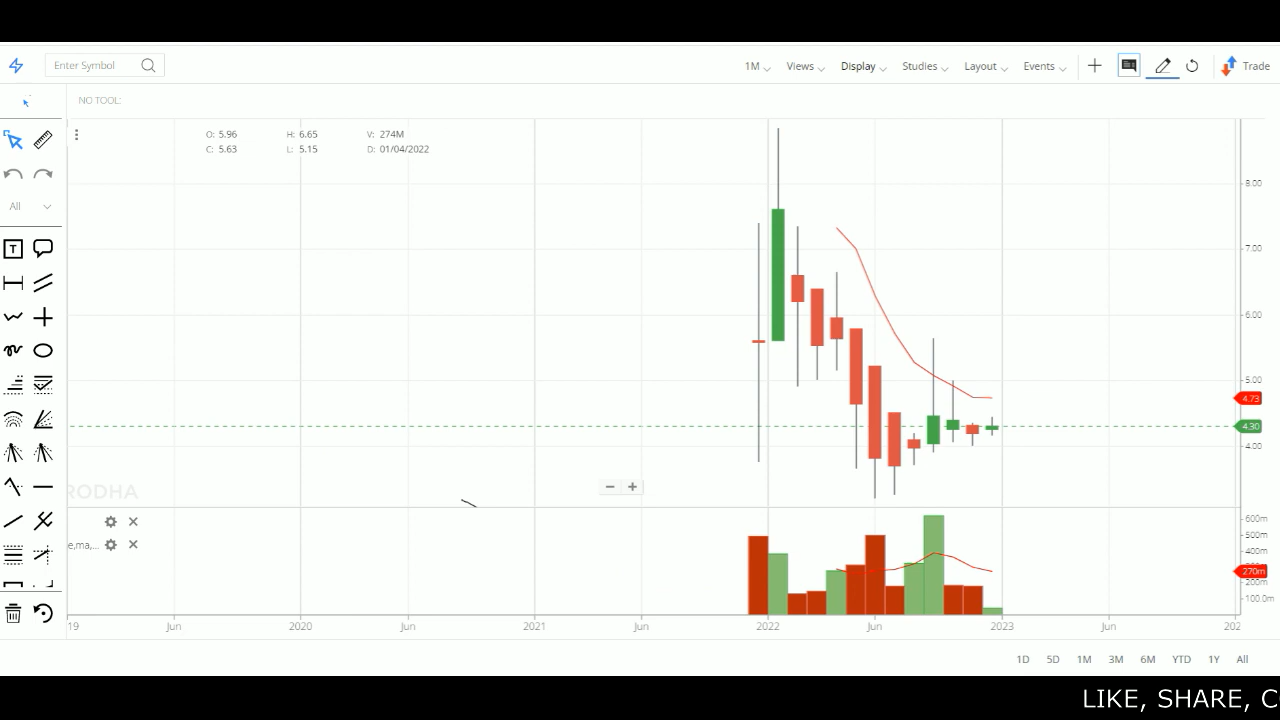 Enter Symbol
1M Views Display Studies Layout Events Trade
NO TOOL:
O: 5.96 H: 6.65 V: 274M
C: 5.63 L: 5.15 D: 01/04/2022
All
8.00
7.00
6.00
5.00
4.73
4.30
4.00
RODHA
T
600m
e,ma,...
500m
400m
270m
100.0m
19 Jun 2020 Jun 2021 Jun 2022 Jun 2023 Jun 202
1D 5D 1M 3M 6M YTD 1Y All
LIKE, SHARE, C